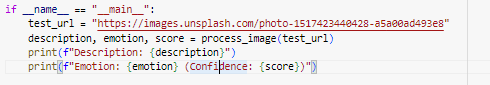 if __name__ == "__main__":
    test_url = "https://images.unsplash.com/photo-1517423440428-a5a00ad493e8"
    description, emotion, score = process_image(test_url)
    print(f"Description: {description}")
    print(f"Emotion: {emotion} (Confidence: {score})")